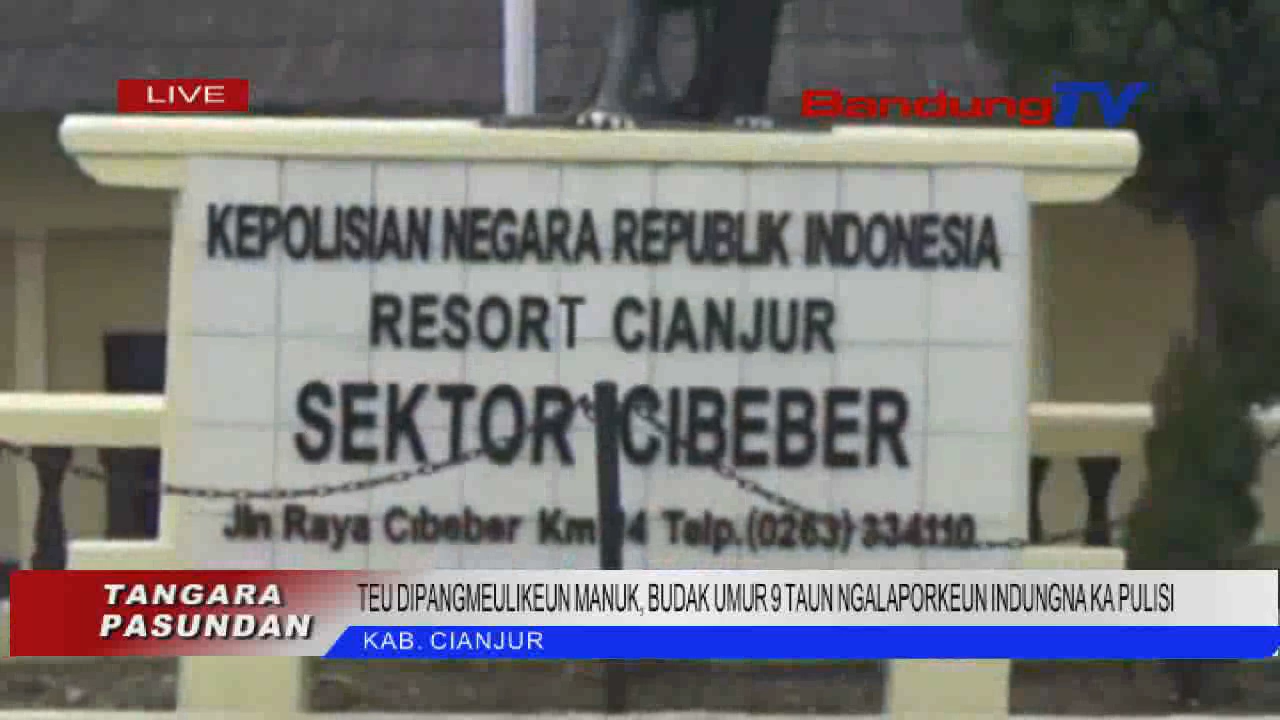 LIVE
BandungTV
KEPOLISIAN NEGARA REPUBLIK INDONESIA
RESORT CIANJUR
SEKTOR CIBEBER
Jln Raya Cibeber Km Telp.(0263) 334110
TANGARA
PASUNDAN
TEU DIPANGMEULIKEUN MANUK, BUDAK UMUR 9 TAUN NGALAPORKEUN INDUNGNA KA PULISI
KAB. CIANJUR